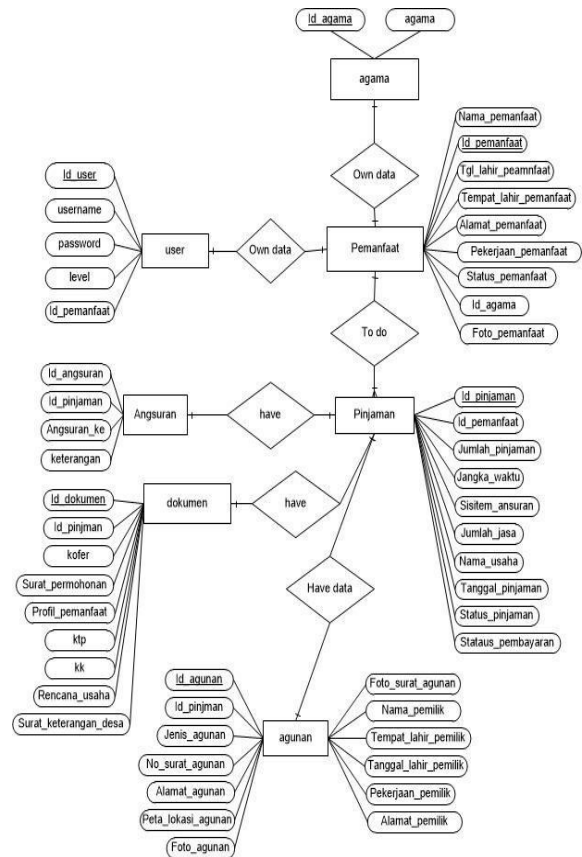 Id_agama
agama
agama
Own data
Nama_pemanfaat
Id_pemanfaat
Tgl_lahir_peamnfaat
Tempat_lahir_pemanfaat
Alamat_pemanfaat
Pekerjaan_pemanfaat
Status_pemanfaat
Id_agama
Foto_pemanfaat
Id_user
username
password
level
Id_pemanfaat
user
Own data
Pemanfaat
To do
Id_angsuran
Id_pinjaman
Angsuran_ke
keterangan
Angsuran
have
Pinjaman
Id_pinjaman
Id_pemanfaat
Jumlah_pinjaman
Jangka_waktu
Sisitem_ansuran
Jumlah_jasa
Nama_usaha
Tanggal_pinjaman
Status_pinjaman
Stataus_pembayaran
Id_dokumen
Id_pinjman
kofer
Surat_permohonan
Profil_pemanfaat
ktp
kk
Rencana_usaha
Surat_keterangan_desa
dokumen
have
Have data
Id_agunan
Id_pinjman
Jenis_agunan
No_surat_agunan
Alamat_agunan
Peta_lokasi_agunan
Foto_agunan
agunan
Foto_surat_agunan
Nama_pemilik
Tempat_lahir_pemilik
Tanggal_lahir_pemilik
Pekerjaan_pemilik
Alamat_pemilik